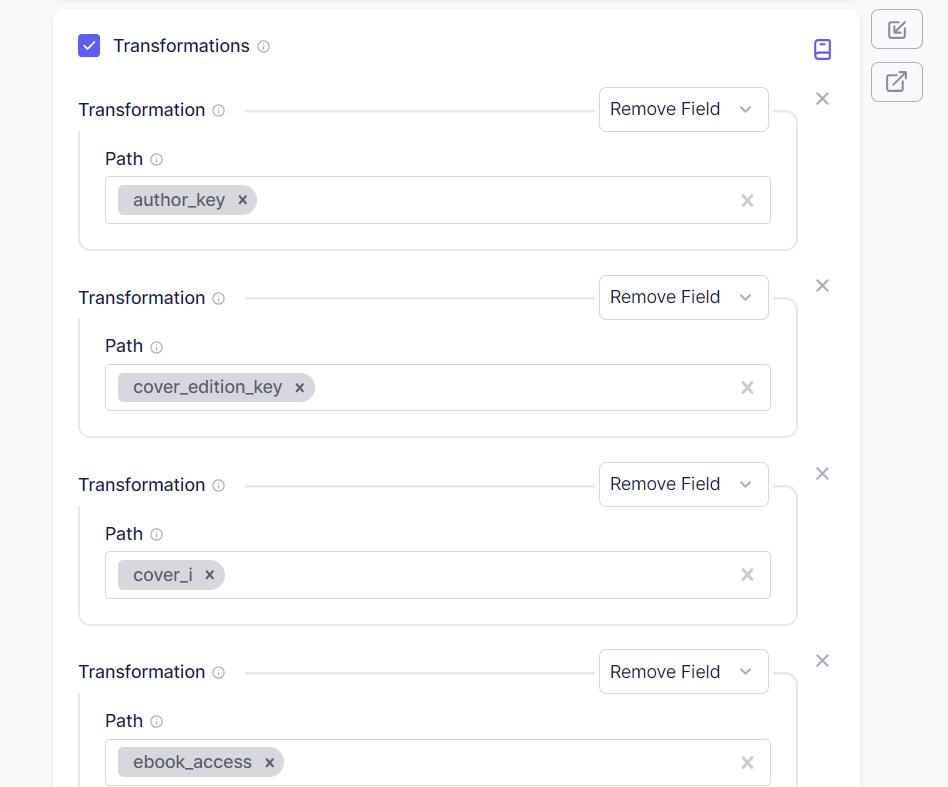 Transformations
Transformation
Remove Field
Path
author_key
Transformation
Remove Field
Path
cover_edition_key
Transformation
Remove Field
Path
cover_i
Transformation
Remove Field
Path
ebook_access